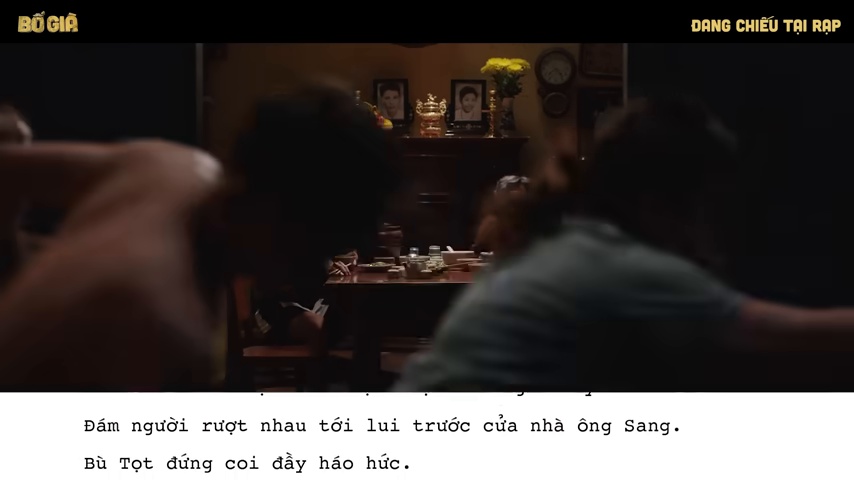 BỐ GIÀ
ĐANG CHIẾU TẠI RẠP
Đám người rượt nhau tới lui trước cửa nhà ông Sang.
Bù Tọt đứng coi đầy háo hức.